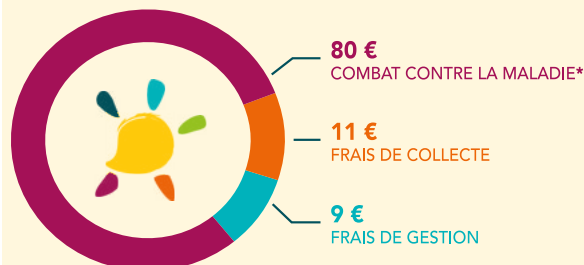 80 €
COMBAT CONTRE LA MALADIE*
11 €
FRAIS DE COLLECTE
9 €
FRAIS DE GESTION